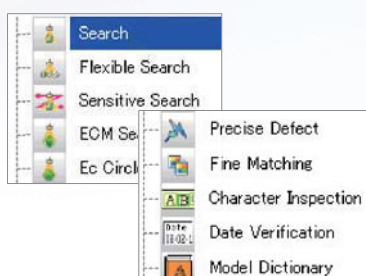 Search
Flexible Search
Sensitive Search
ECM Se
Ec Circl
Precise Defect
Fine Matching
Character Inspection
Date Verification
Model Dictionary